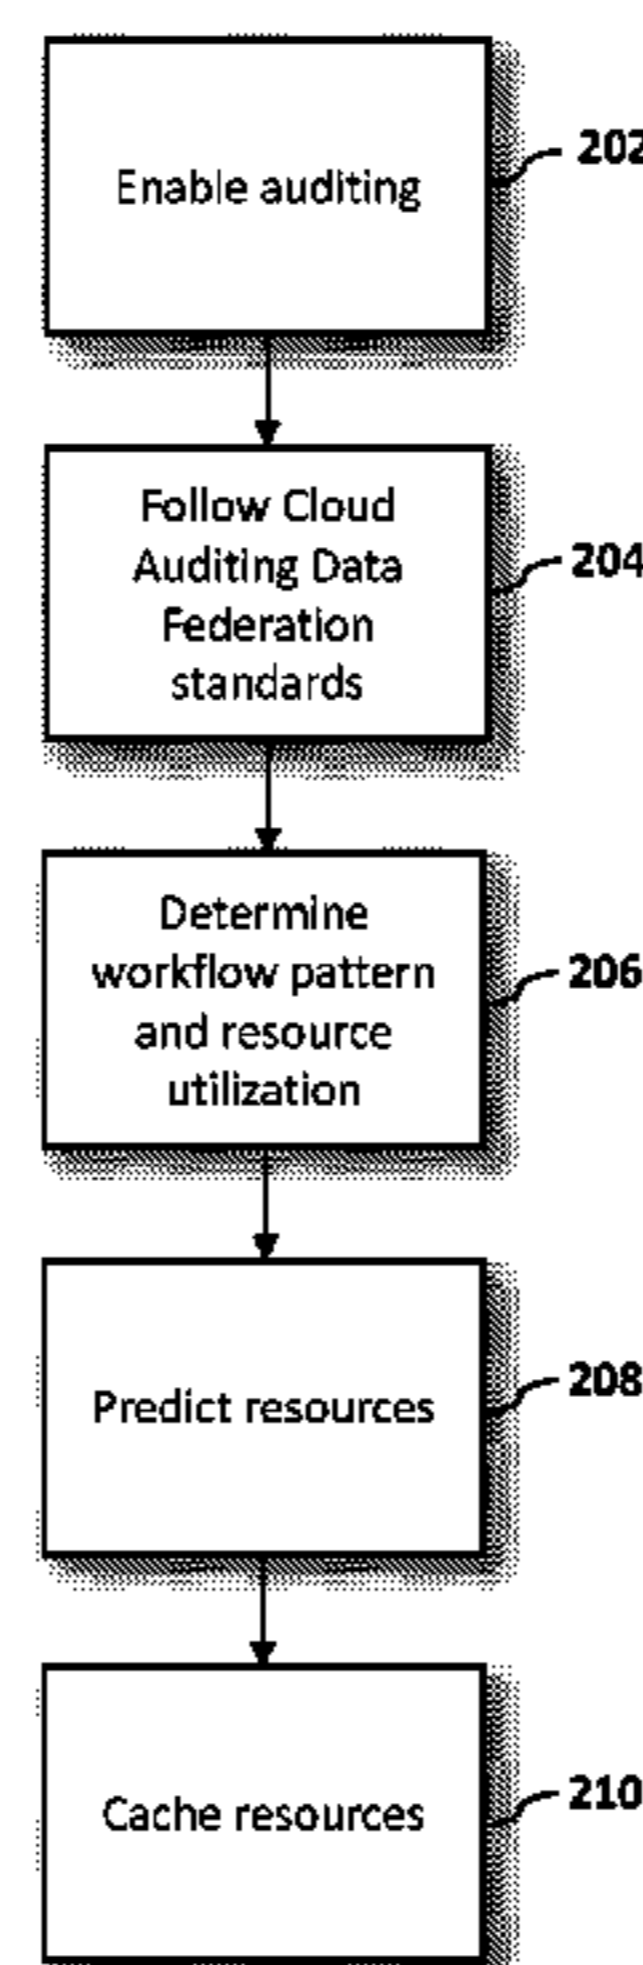 Enable auditing
202
Follow Cloud
Auditing Data
Federation
standards
204
Determine
workflow pattern
and resource
utilization
206
Predict resources
208
Cache resources
210